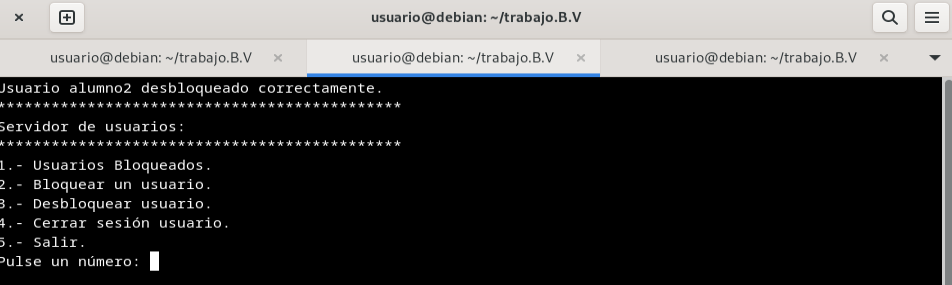 usuario@debian: ~/trabajo.B.V
usuario@debian: ~/trabajo.B.V
usuario@debian: ~/trabajo.B.V
usuario@debian: ~/trabajo.B.V
Usuario alumno2 desbloqueado correctamente.
*********************************************
Servidor de usuarios:
*********************************************
1.- Usuarios Bloqueados.
2.- Bloquear un usuario.
3.- Desbloquear usuario.
4.- Cerrar sesión usuario.
5.- Salir.
Pulse un número: